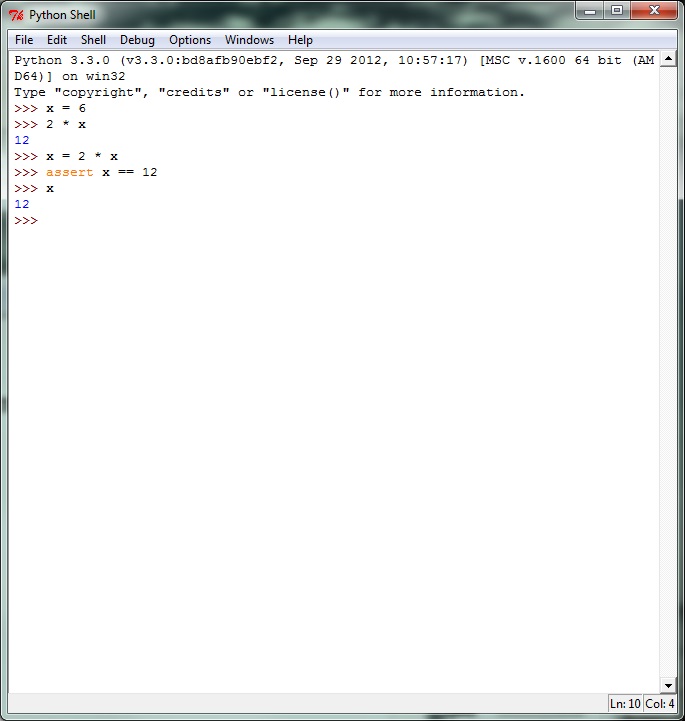 Python Shell
File Edit Shell Debug Options Windows Help
Python 3.3.0 (v3.3.0:bd8afb90ebf2, Sep 29 2012, 10:57:17) [MSC v.1600 64 bit (AM
D64)] on win32
Type "copyright", "credits" or "license()" for more information.
>>> x = 6
>>> 2 * x
12
>>> x = 2 * x
>>> assert x == 12
>>> x
12
>>>
Ln: 10 Col: 4